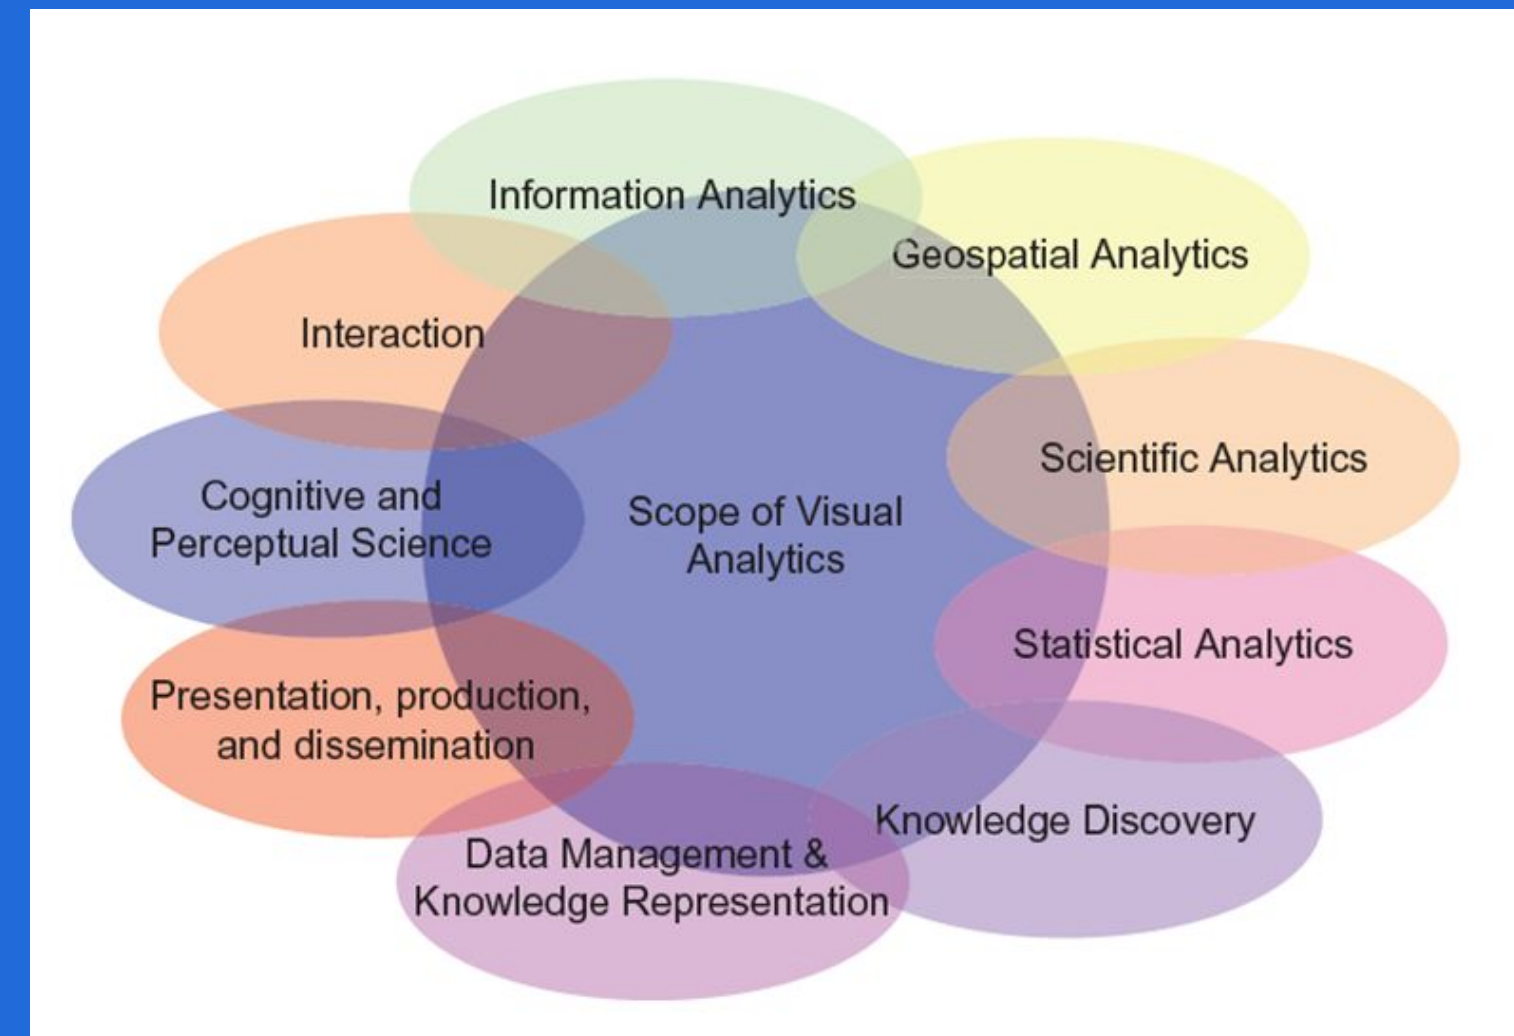 Information Analytics
Geospatial Analytics
Interaction
Scientific Analytics
Cognitive and
Perceptual Science
Scope of Visual
Analytics
Statistical Analytics
Presentation, production,
and dissemination
Knowledge Discovery
Data Management &
Knowledge Representation